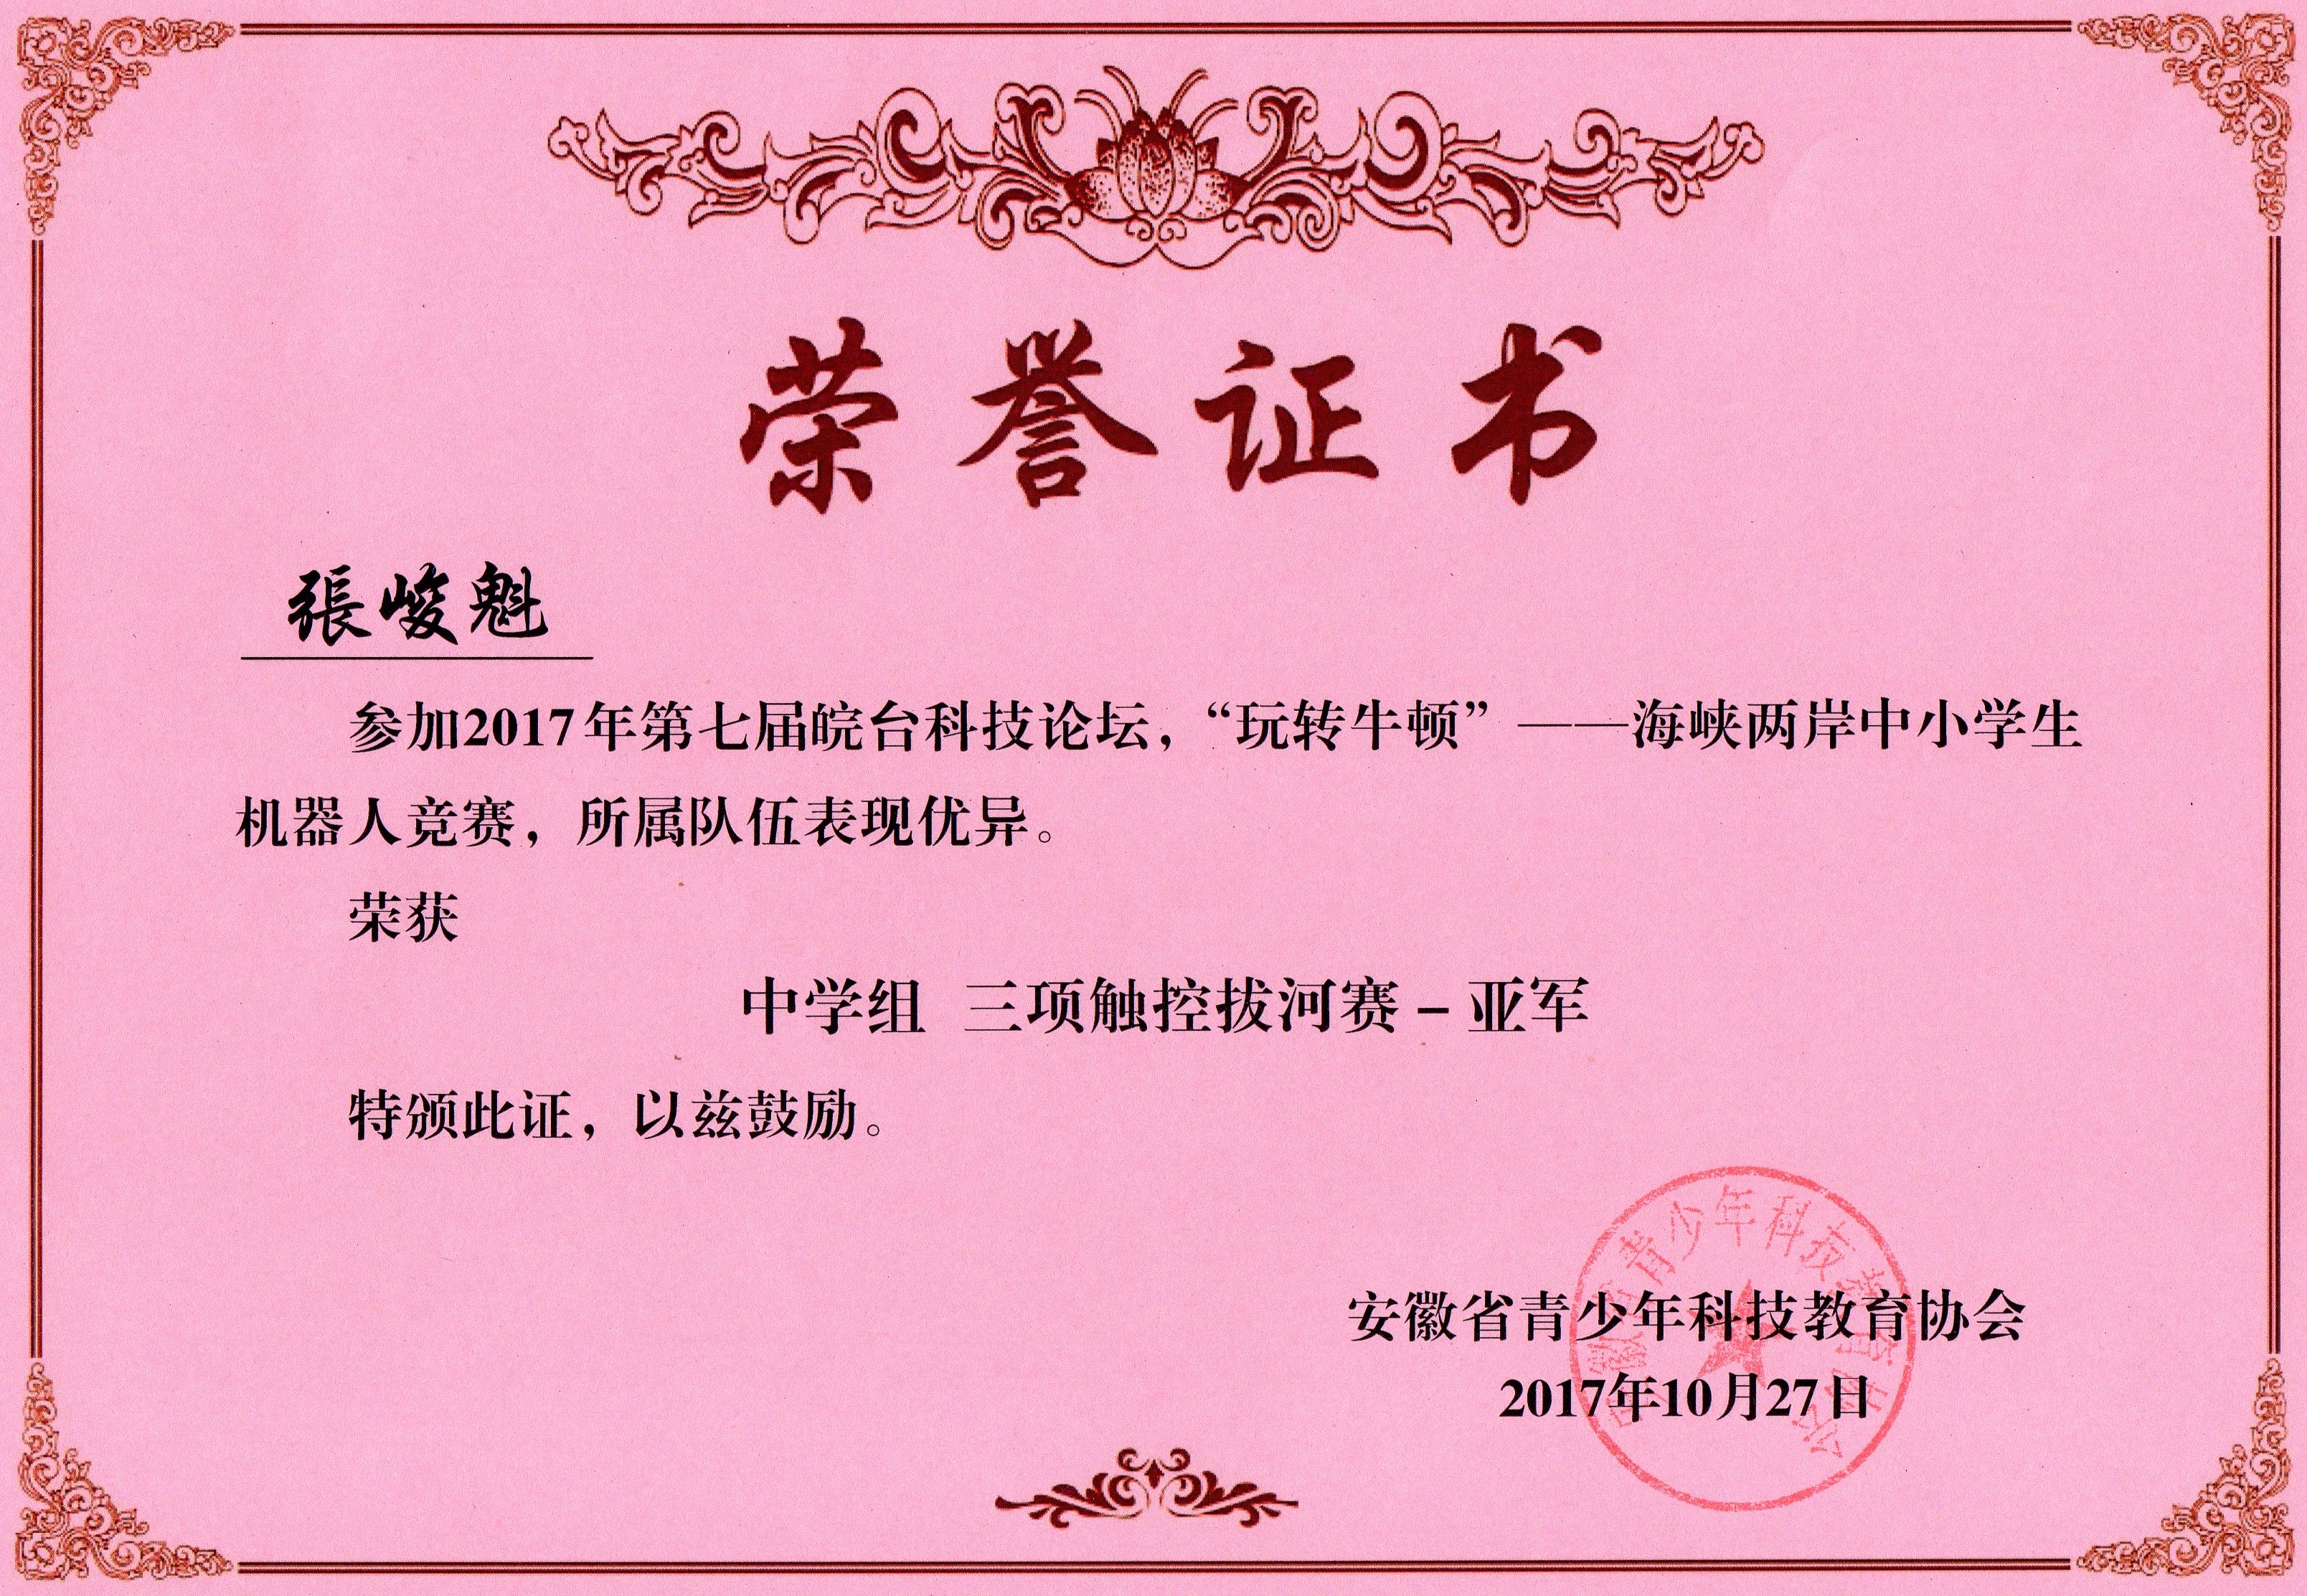 荣誉证书
張峻魁
参加2017年第七届皖台科技论坛，“玩转牛顿”——海峡两岸中小学生
机器人竞赛，所属队伍表现优异。
荣获
中学组 三项触控拔河赛－亚军
特颁此证，以兹鼓励。
安徽省青少年科技教育协会
2017年10月27日
安徽省青少年科技教育协会